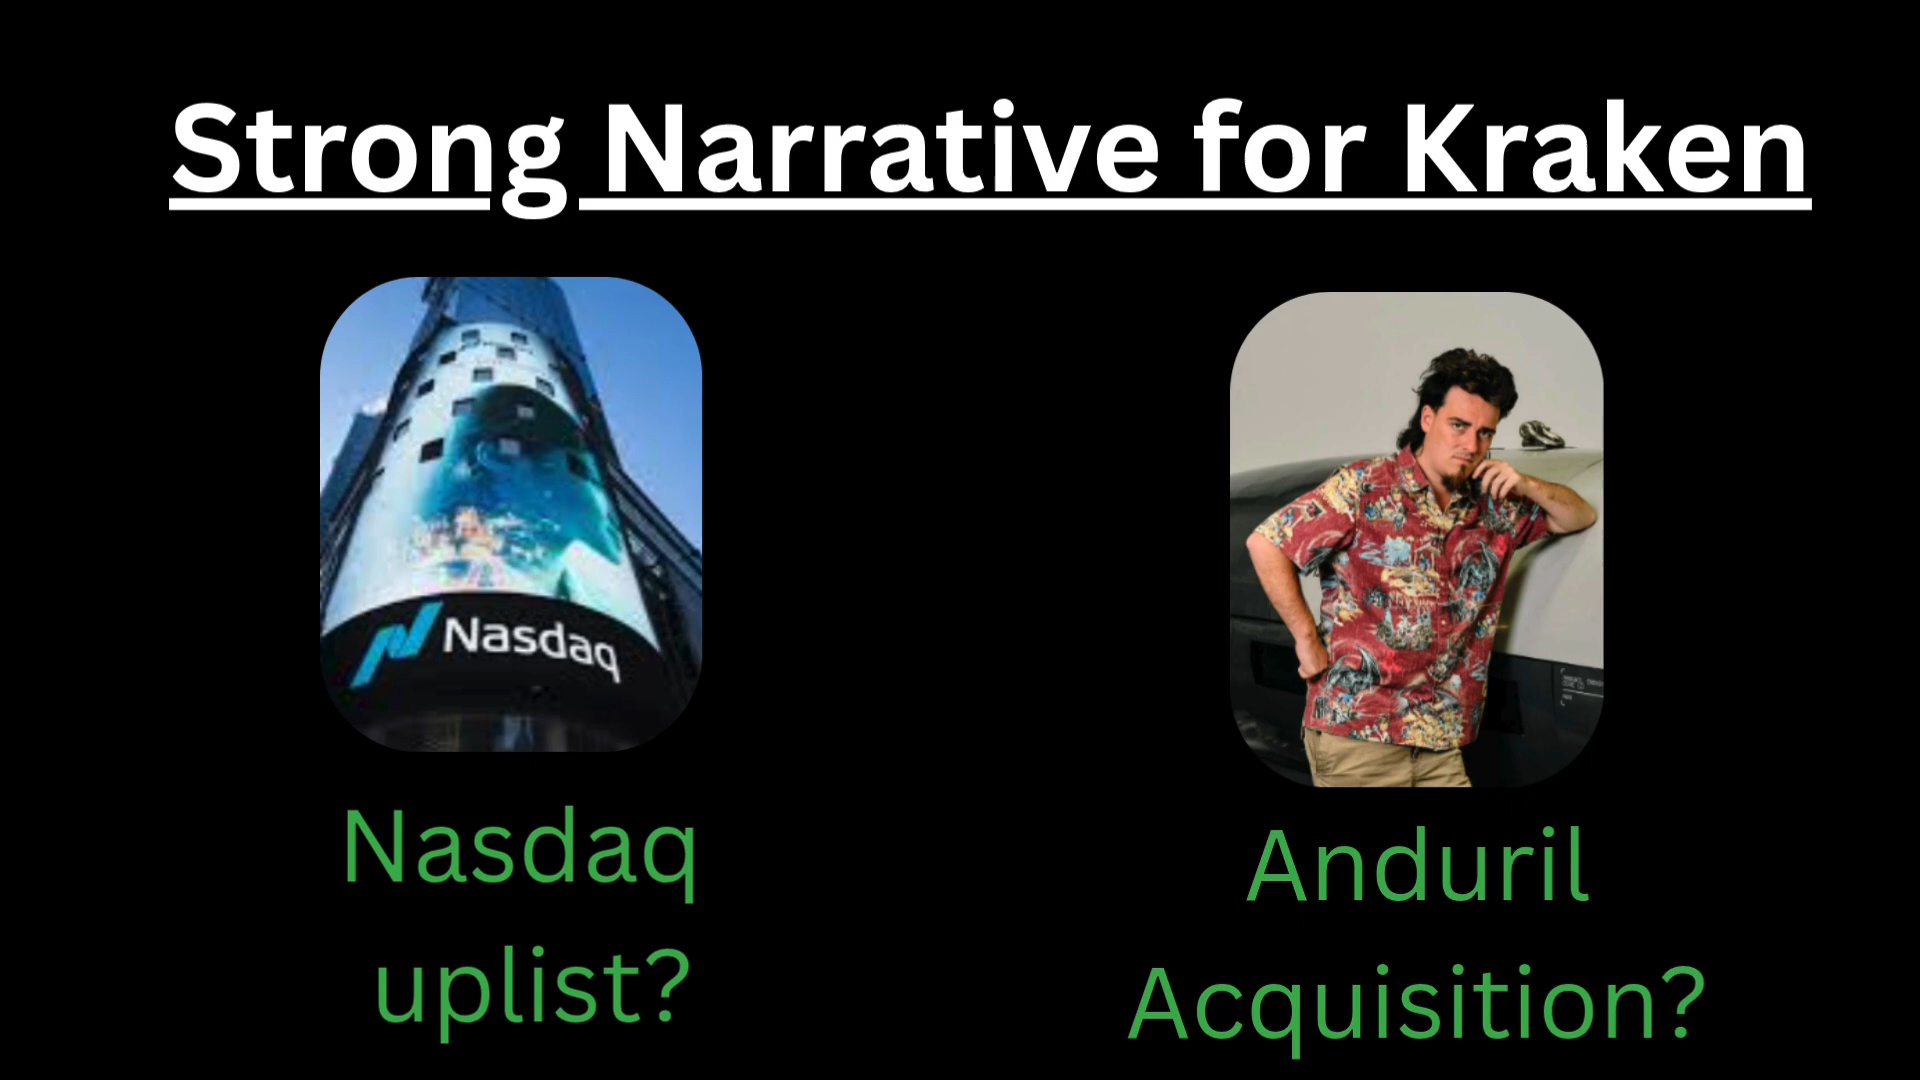 Strong Narrative for Kraken
Nasdaq
Nasdaq
uplist?
Anduril
Acquisition?